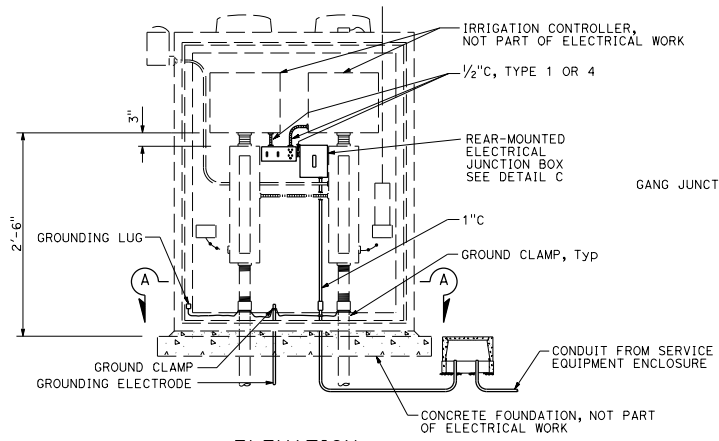 IRRIGATION CONTROLLER,
NOT PART OF ELECTRICAL WORK
½"C, TYPE 1 OR 4
3"
REAR-MOUNTED
ELECTRICAL
JUNCTION BOX
SEE DETAIL C
GANG JUNCT
2'-6"
1"C
GROUNDING LUG
GROUND CLAMP, Typ
A
A
GROUND CLAMP
GROUNDING ELECTRODE
CONDUIT FROM SERVICE
EQUIPMENT ENCLOSURE
CONCRETE FOUNDATION, NOT PART
OF ELECTRICAL WORK